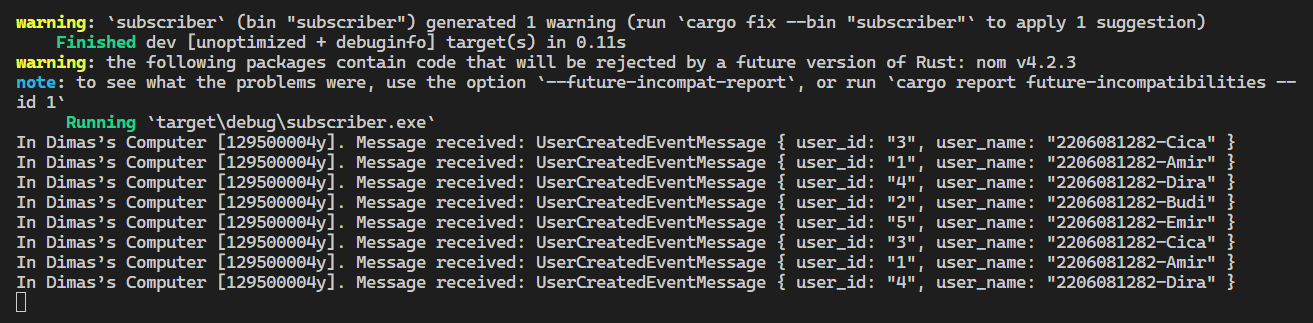 warning: `subscriber` (bin "subscriber") generated 1 warning (run `cargo fix --bin "subscriber"` to apply 1 suggestion)
    Finished dev [unoptimized + debuginfo] target(s) in 0.11s
warning: the following packages contain code that will be rejected by a future version of Rust: nom v4.2.3
note: to see what the problems were, use the option `--future-incompat-report`, or run `cargo report future-incompatibilities --
id 1`
     Running `target\debug\subscriber.exe`
In Dimas’s Computer [129500004y]. Message received: UserCreatedEventMessage { user_id: "3", user_name: "2206081282-Cica" }
In Dimas’s Computer [129500004y]. Message received: UserCreatedEventMessage { user_id: "1", user_name: "2206081282-Amir" }
In Dimas’s Computer [129500004y]. Message received: UserCreatedEventMessage { user_id: "4", user_name: "2206081282-Dira" }
In Dimas’s Computer [129500004y]. Message received: UserCreatedEventMessage { user_id: "2", user_name: "2206081282-Budi" }
In Dimas’s Computer [129500004y]. Message received: UserCreatedEventMessage { user_id: "5", user_name: "2206081282-Emir" }
In Dimas’s Computer [129500004y]. Message received: UserCreatedEventMessage { user_id: "3", user_name: "2206081282-Cica" }
In Dimas’s Computer [129500004y]. Message received: UserCreatedEventMessage { user_id: "1", user_name: "2206081282-Amir" }
In Dimas’s Computer [129500004y]. Message received: UserCreatedEventMessage { user_id: "4", user_name: "2206081282-Dira" }